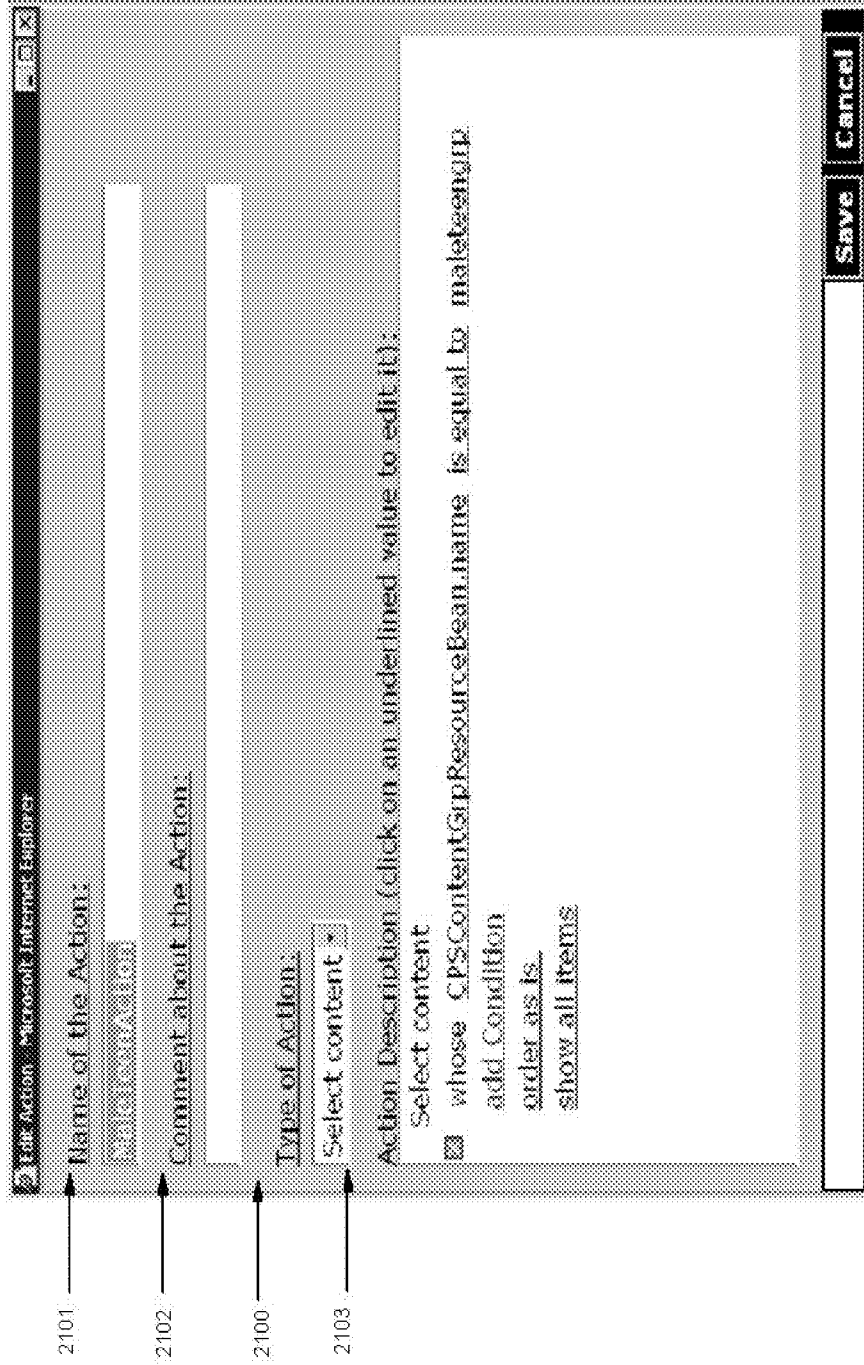 Edit Action - Microsoft Internet Explorer
2101
Name of the Action:
2102
Comment about the Action:
2100
Type of Action:
2103
Select content
Action Description (click on an underlined value to edit it):
Select content
whose CPSContentGrpResourceBean.name is equal to maleteengrp
add Condition
order as is
show all items
Save Cancel